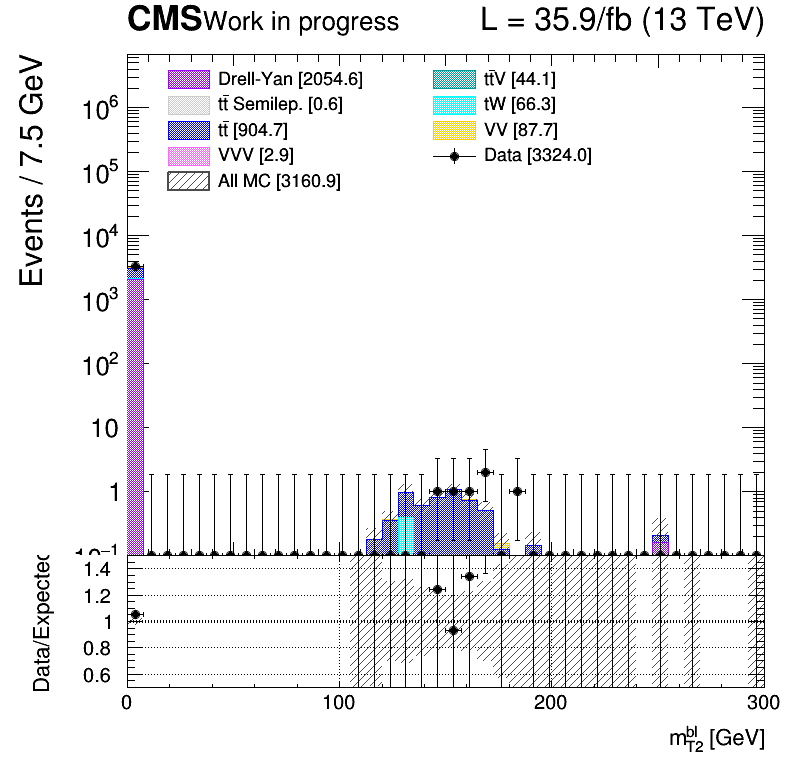 CMS Work in progress L = 35.9/fb (13 TeV)
Events / 7.5 GeV
Drell-Yan [2054.6] tt̄V [44.1]
tt̄ Semilep. [0.6] tW [66.3]
tt̄ [904.7] VV [87.7]
VVV [2.9] Data [3324.0]
All MC [3160.9]
10⁶
10⁵
10⁴
10³
10²
10
1
10⁻¹
Data/Expected
1.4
1.2
1
0.8
0.6
0 100 200 300
m_{T2}^{bl} [GeV]